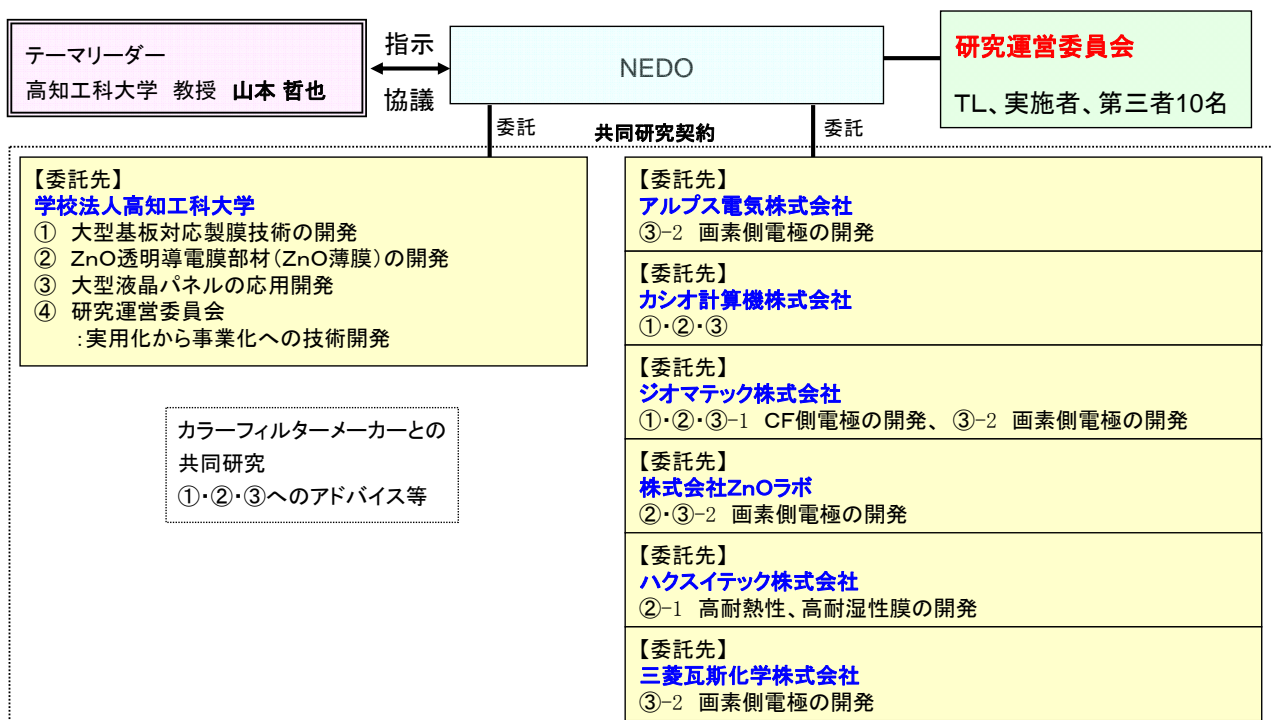 テーマリーダー
高知工科大学 教授 山本 哲也
指示
協議
NEDO
研究運営委員会
TL、実施者、第三者10名
委託
共同研究契約
委託
【委託先】
学校法人高知工科大学
① 大型基板対応製膜技術の開発
② ZnO透明導電膜部材(ZnO薄膜)の開発
③ 大型液晶パネルの応用開発
④ 研究運営委員会
:実用化から事業化への技術開発
カラーフィルターメーカーとの
共同研究
①・②・③へのアドバイス等
【委託先】
アルプス電気株式会社
③-2 画素側電極の開発
【委託先】
カシオ計算機株式会社
①・②・③
【委託先】
ジオマテック株式会社
①・②・③-1 CF側電極の開発、 ③-2 画素側電極の開発
【委託先】
株式会社ZnOラボ
②・③-2 画素側電極の開発
【委託先】
ハクスイテック株式会社
②-1 高耐熱性、高耐湿性膜の開発
【委託先】
三菱瓦斯化学株式会社
③-2 画素側電極の開発